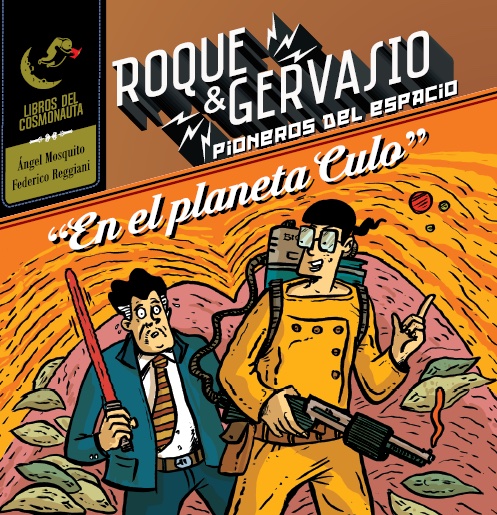 LIBROS DEL
COSMONAUTA
Ángel Mosquito
Federico Reggiani
ROQUE
& GERVASIO
PIONEROS DEL ESPACIO
“En el planeta Culo”